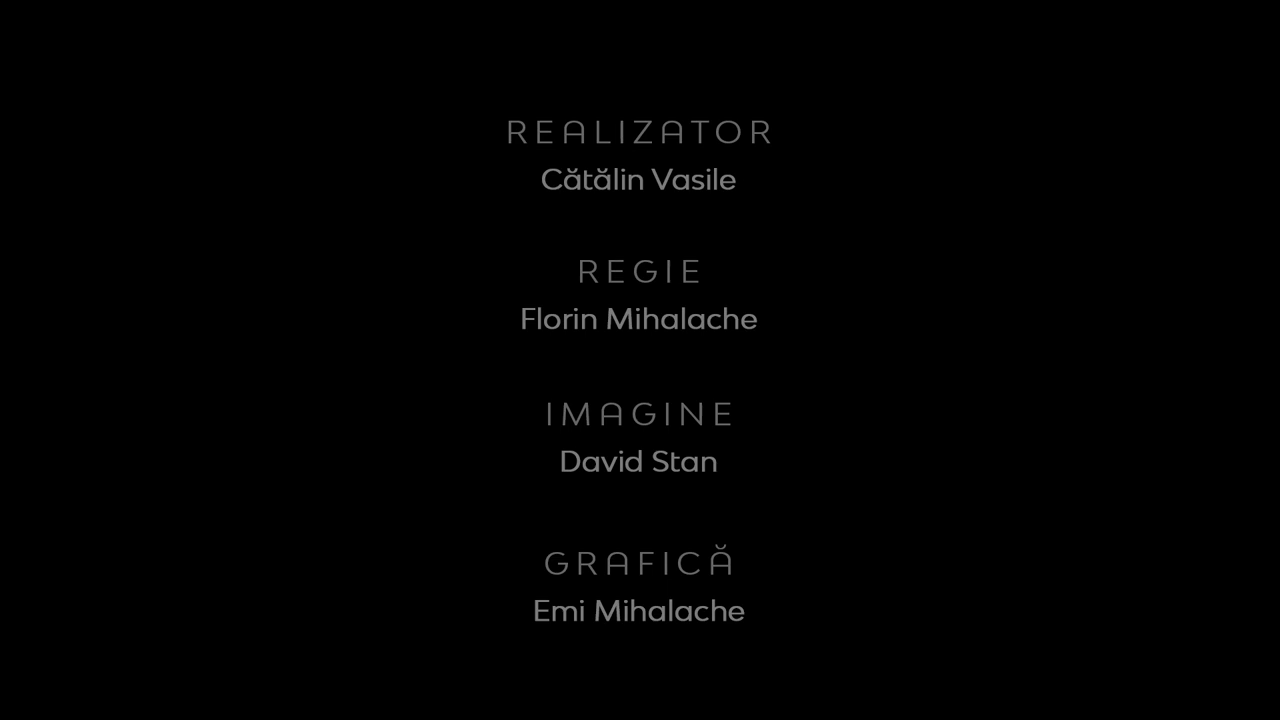 REALIZATOR
Cătălin Vasile
REGIE
Florin Mihalache
IMAGINE
David Stan
GRAFICĂ
Emi Mihalache